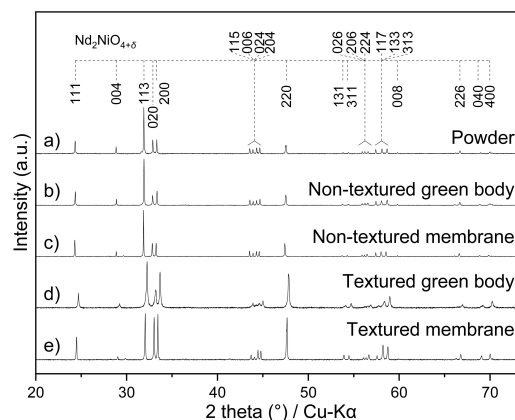 Nd₂NiO₄₊δ
111
004
113
020
200
115
006
024
204
220
131
311
026
206
224
117
133
313
008
226
040
400
a) Powder
b) Non-textured green body
c) Non-textured membrane
d) Textured green body
e) Textured membrane
Intensity (a.u.)
20 30 40 50 60 70
2 theta (°) / Cu-Kα